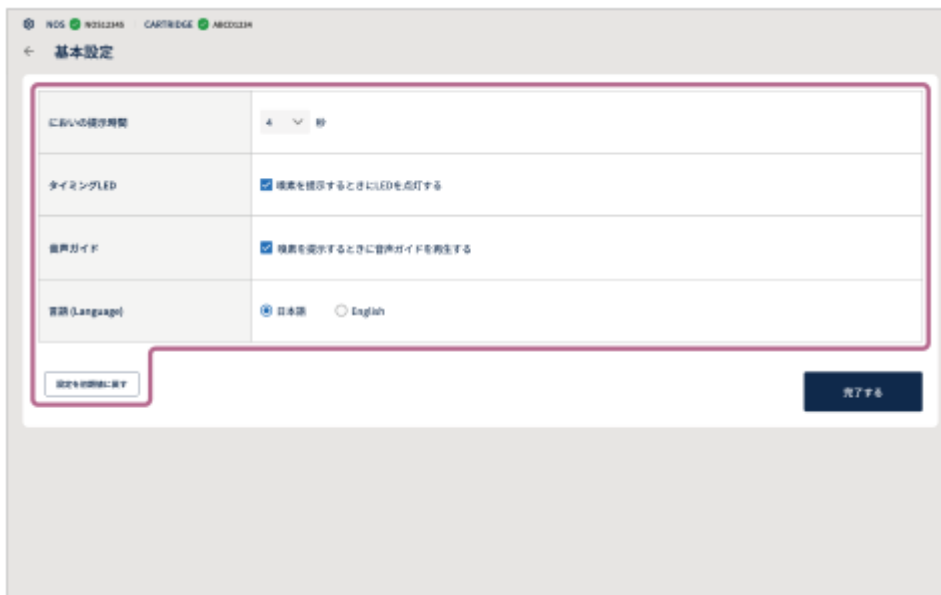 NOS NOS12345 CARTRIDGE ABCD1234
基本設定
においの提示時間
4 秒
タイミングLED
嗅素を提示するときにLEDを点灯する
音声ガイド
嗅素を提示するときに音声ガイドを再生する
言語 (Language)
日本語 English
設定を初期値に戻す
完了する